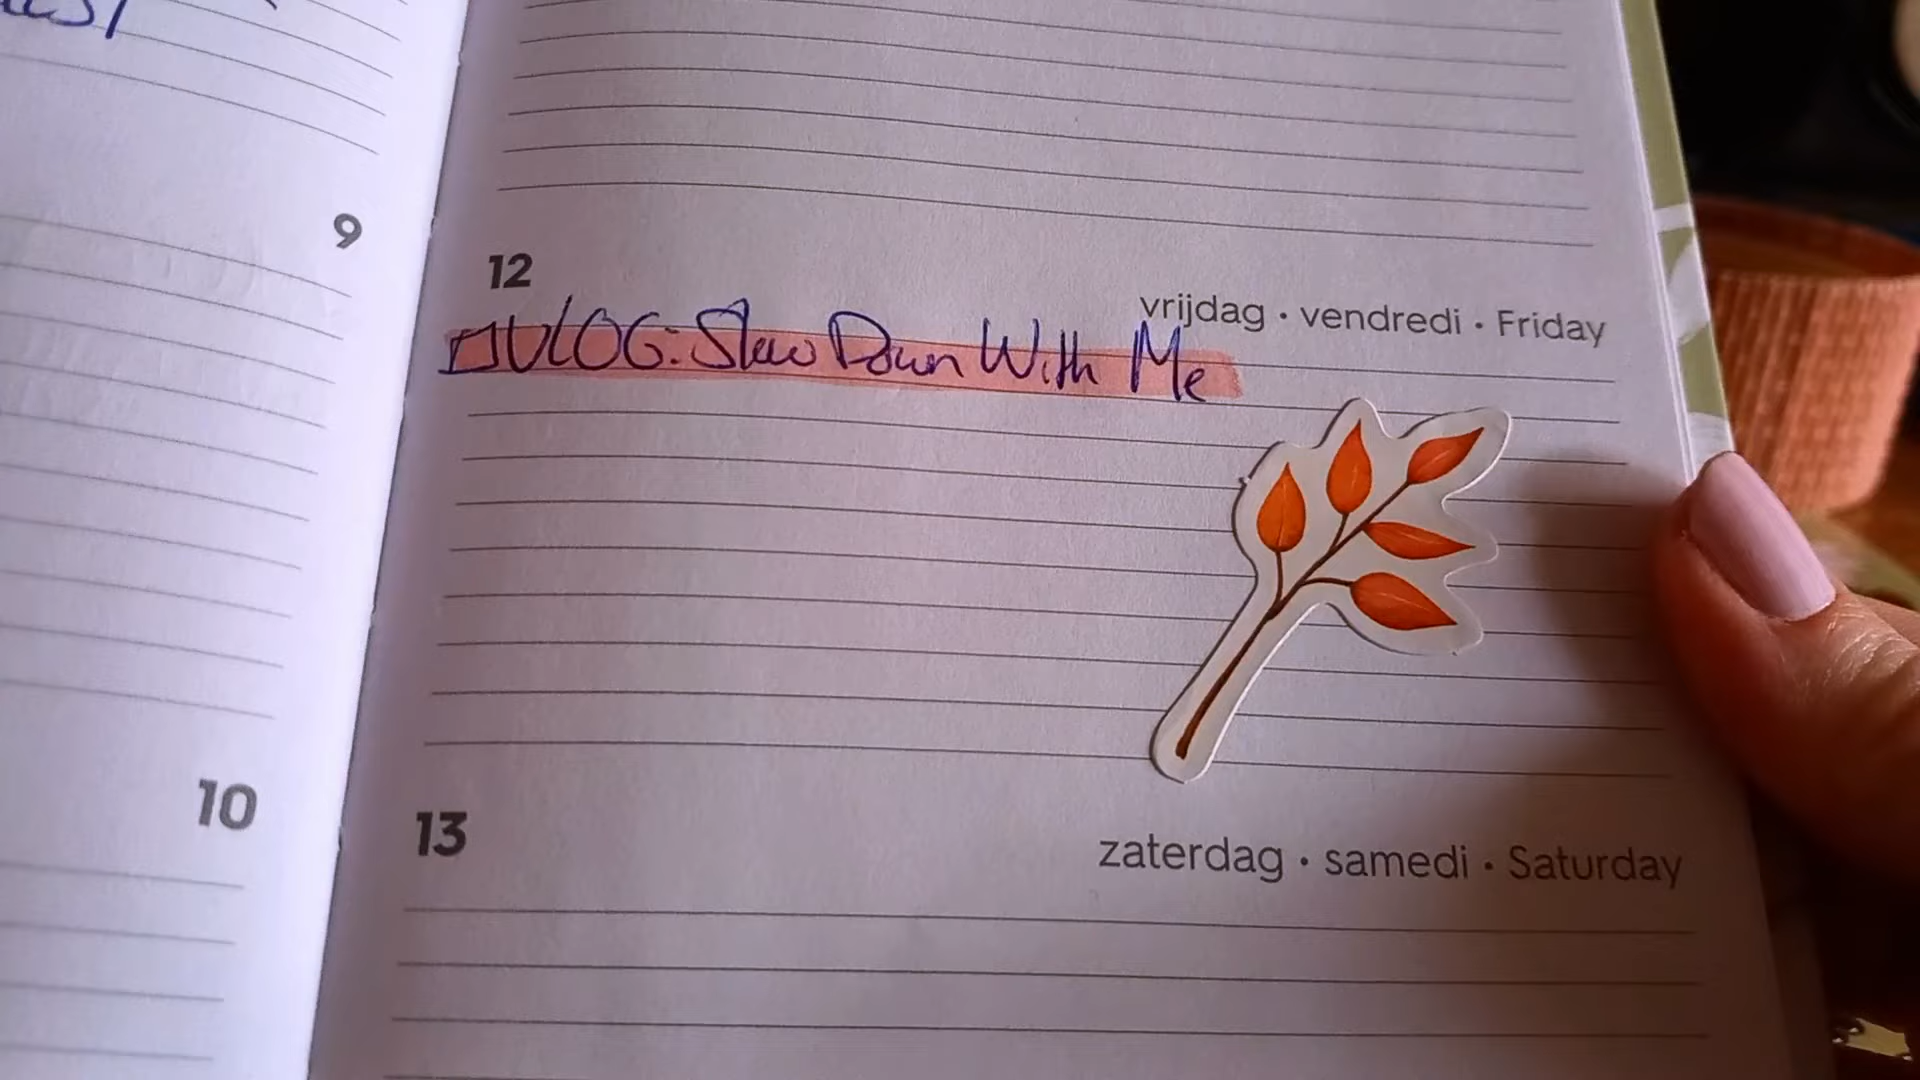 9
10
12
vrijdag • vendredi • Friday
VLOG: Slow Down With Me
13
zaterdag • samedi • Saturday